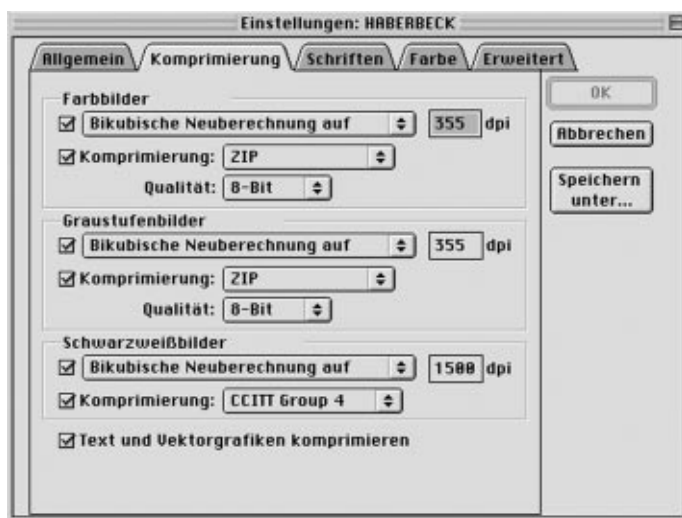 Einstellungen: HABERBECK
Allgemein Komprimierung Schriften Farbe Erweitert
Farbbilder
Bikubische Neuberechnung auf 355 dpi
Komprimierung: ZIP
Qualität: 8-Bit
Graustufenbilder
Bikubische Neuberechnung auf 355 dpi
Komprimierung: ZIP
Qualität: 8-Bit
Schwarzweißbilder
Bikubische Neuberechnung auf 1500 dpi
Komprimierung: CCITT Group 4
Text und Vektorgrafiken komprimieren
OK
Abbrechen
Speichern
unter...